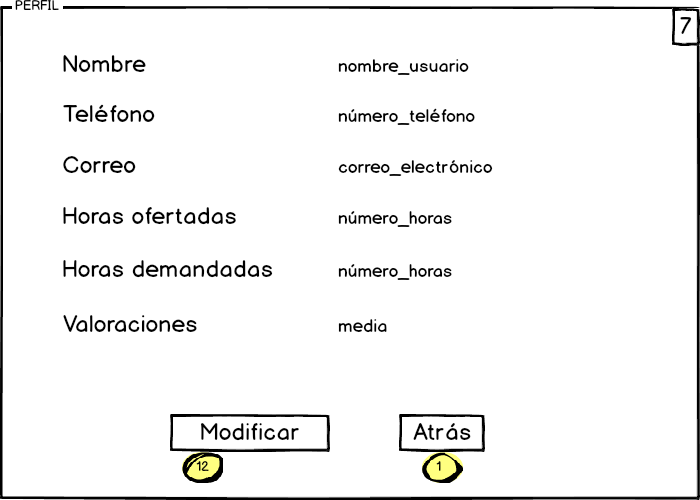 PERFIL
7
Nombre nombre_usuario
Teléfono número_teléfono
Correo correo_electrónico
Horas ofertadas número_horas
Horas demandadas número_horas
Valoraciones media
Modificar Atrás
12 1